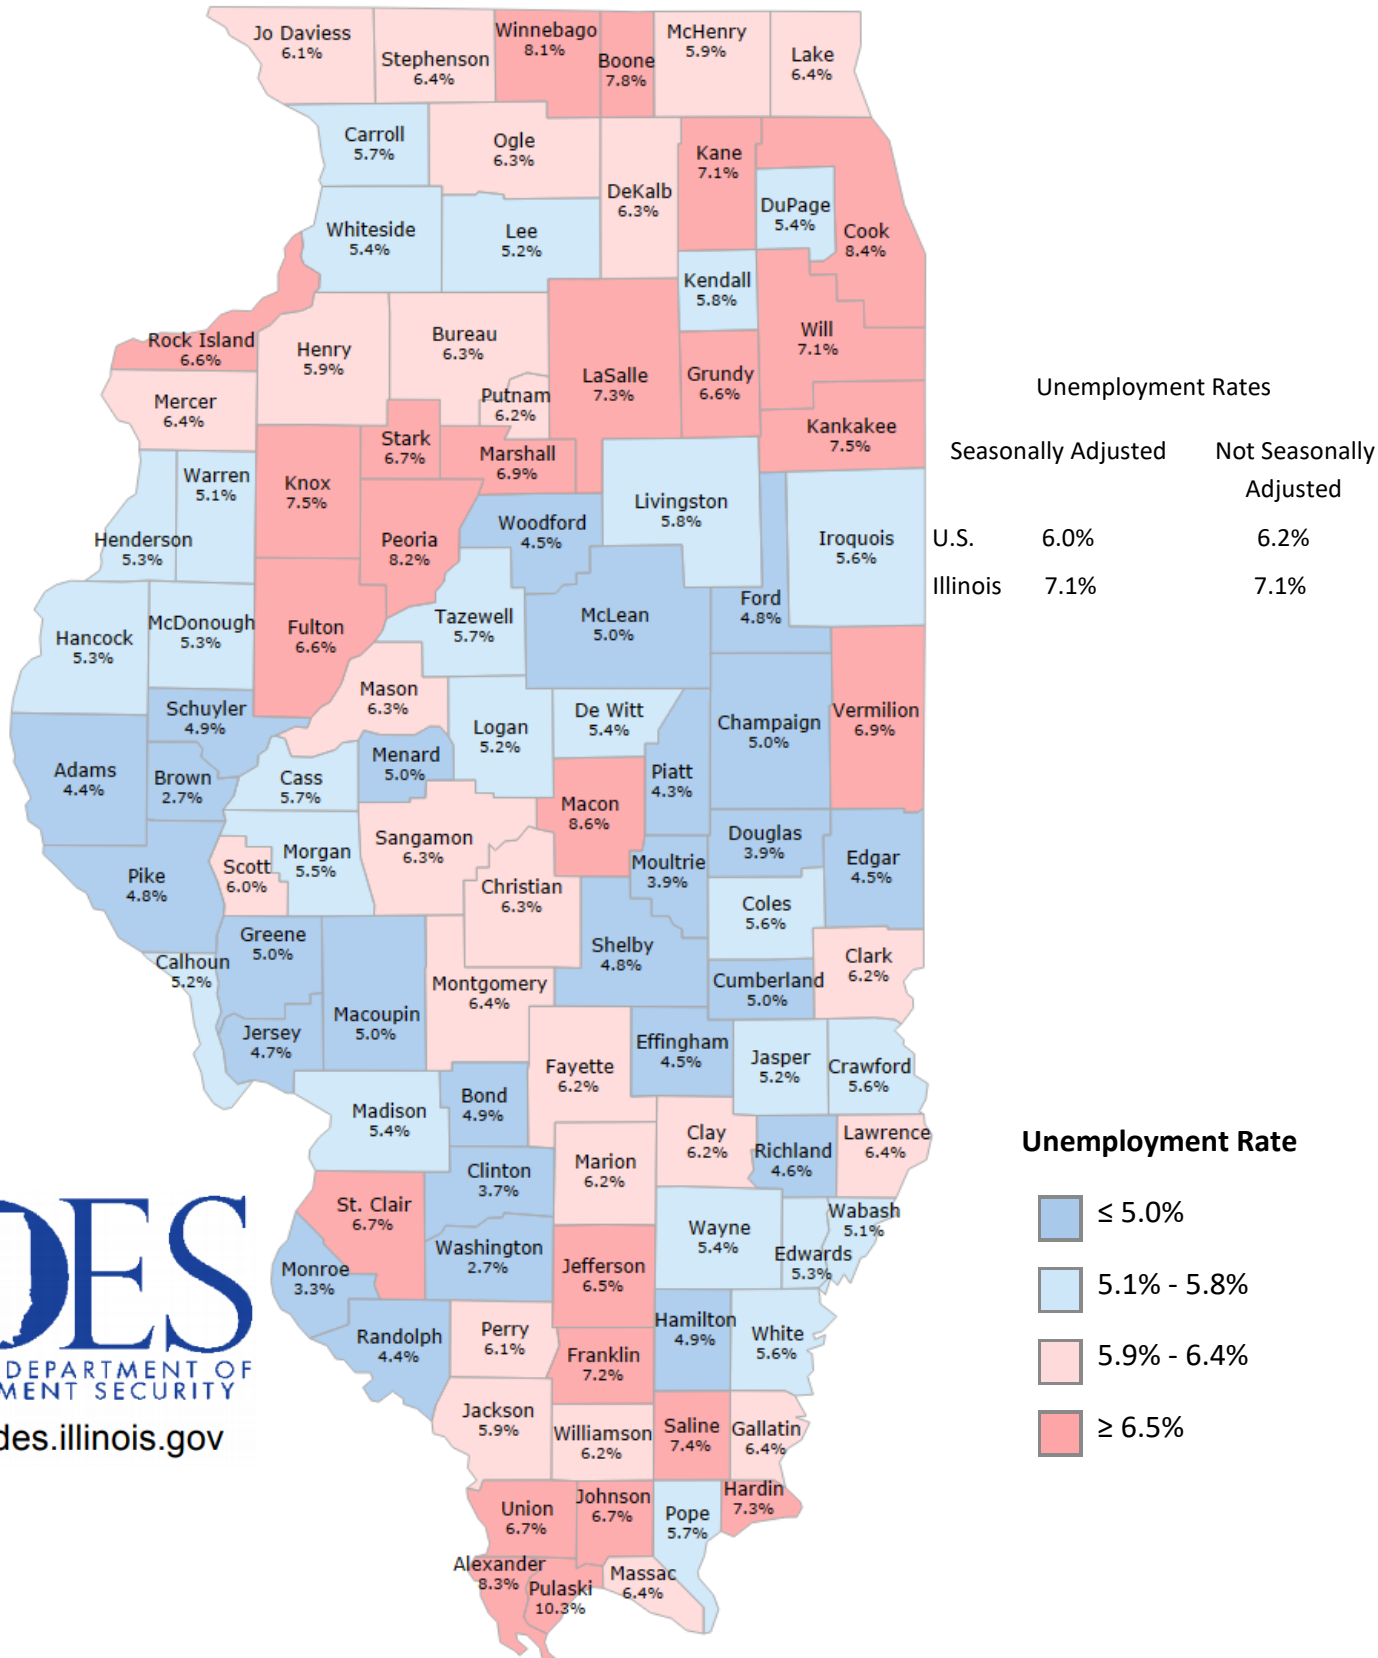 Jo Daviess
6.1%
Stephenson
6.4%
Winnebago
8.1%
Boone
7.8%
McHenry
5.9%
Lake
6.4%
Carroll
5.7%
Ogle
6.3%
DeKalb
6.3%
Kane
7.1%
DuPage
5.4%
Cook
8.4%
Whiteside
5.4%
Lee
5.2%
Kendall
5.8%
Rock Island
6.6%
Henry
5.9%
Bureau
6.3%
Putnam
6.2%
LaSalle
7.3%
Grundy
6.6%
Will
7.1%
Mercer
6.4%
Kankakee
7.5%
Stark
6.7%
Marshall
6.9%
Knox
7.5%
Warren
5.1%
Henderson
5.3%
Peoria
8.2%
Woodford
4.5%
Livingston
5.8%
Iroquois
5.6%
Ford
4.8%
Hancock
5.3%
McDonough
5.3%
Fulton
6.6%
Tazewell
5.7%
McLean
5.0%
Mason
6.3%
Schuyler
4.9%
Logan
5.2%
De Witt
5.4%
Champaign
5.0%
Vermilion
6.9%
Adams
4.4%
Brown
2.7%
Cass
5.7%
Menard
5.0%
Piatt
4.3%
Macon
8.6%
Sangamon
6.3%
Morgan
5.5%
Scott
6.0%
Pike
4.8%
Christian
6.3%
Moultrie
3.9%
Douglas
3.9%
Edgar
4.5%
Coles
5.6%
Greene
5.0%
Calhoun
5.2%
Shelby
4.8%
Clark
6.2%
Cumberland
5.0%
Montgomery
6.4%
Macoupin
5.0%
Jersey
4.7%
Fayette
6.2%
Effingham
4.5%
Jasper
5.2%
Crawford
5.6%
Madison
5.4%
Bond
4.9%
Clay
6.2%
Richland
4.6%
Lawrence
6.4%
Marion
6.2%
Clinton
3.7%
St. Clair
6.7%
Wayne
5.4%
Wabash
5.1%
Edwards
5.3%
Washington
2.7%
Jefferson
6.5%
Monroe
3.3%
Randolph
4.4%
Perry
6.1%
Franklin
7.2%
Hamilton
4.9%
White
5.6%
Jackson
5.9%
Williamson
6.2%
Saline
7.4%
Gallatin
6.4%
Union
6.7%
Johnson
6.7%
Pope
5.7%
Hardin
7.3%
Alexander
8.3%
Pulaski
10.3%
Massac
6.4%
Unemployment Rates
Seasonally Adjusted Not Seasonally
Adjusted
U.S. 6.0% 6.2%
Illinois 7.1% 7.1%
Unemployment Rate
≤ 5.0%
5.1% - 5.8%
5.9% - 6.4%
≥ 6.5%
DES
DEPARTMENT OF
MENT SECURITY
des.illinois.gov